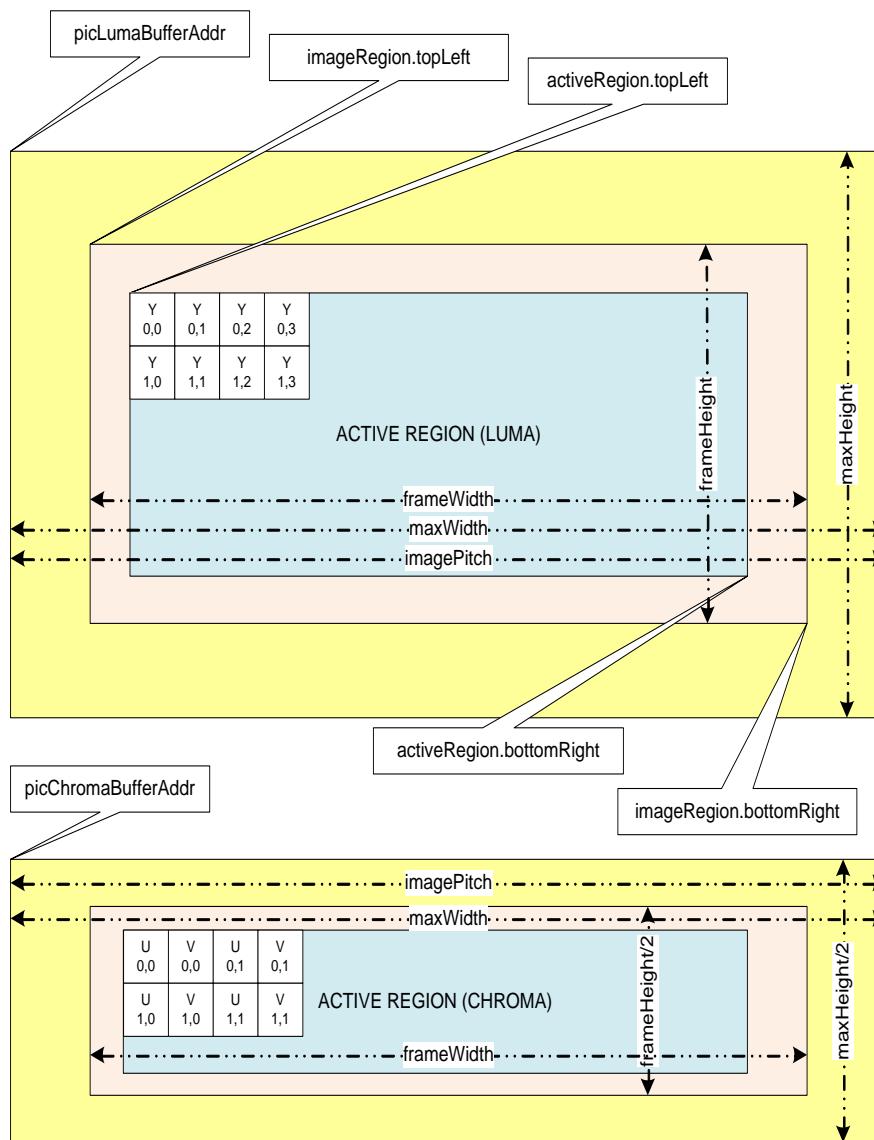 picLumaBufferAddr
imageRegion.topLeft
activeRegion.topLeft
Y Y Y Y
0,0 0,1 0,2 0,3
Y Y Y Y
1,0 1,1 1,2 1,3
ACTIVE REGION (LUMA)
frameHeight
maxHeight
frameWidth
maxWidth
imagePitch
activeRegion.bottomRight
imageRegion.bottomRight
picChromaBufferAddr
imagePitch
maxWidth
U V U V
0,0 0,0 0,1 0,1
U V U V
1,0 1,0 1,1 1,1
ACTIVE REGION (CHROMA)
frameHeight/2
maxHeight/2
frameWidth